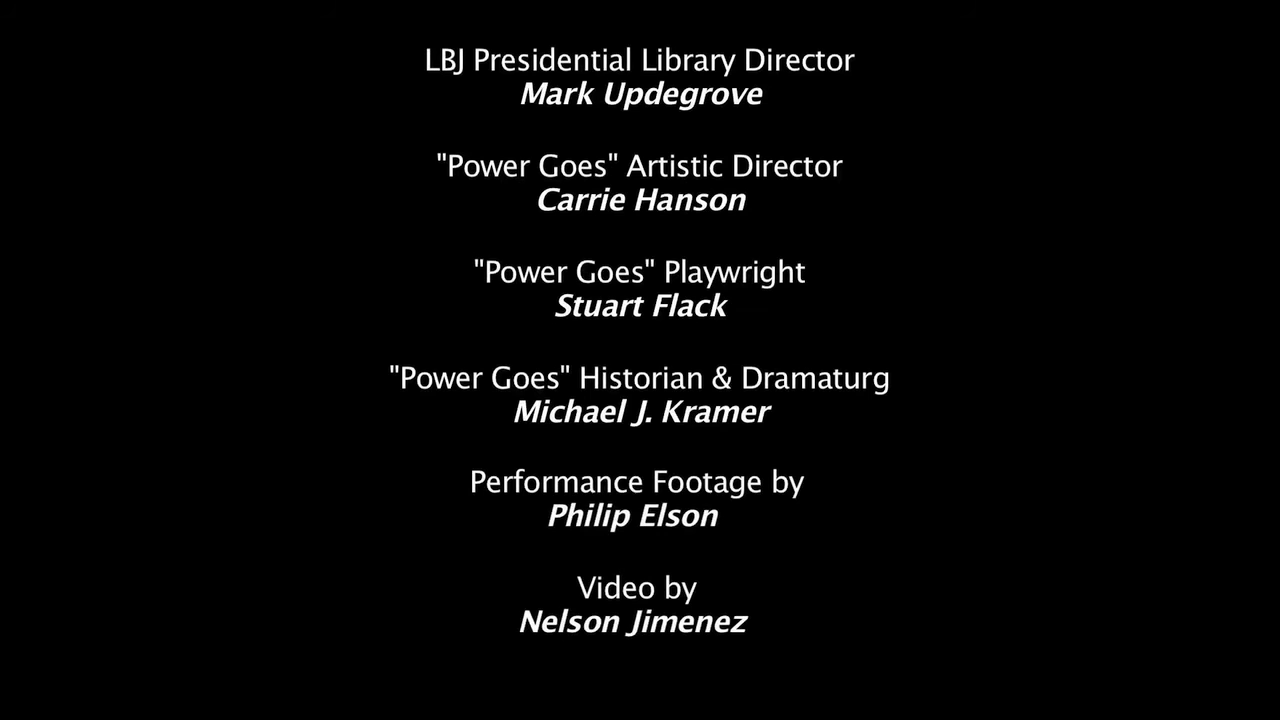 LBJ Presidential Library Director
Mark Updegrove
"Power Goes" Artistic Director
Carrie Hanson
"Power Goes" Playwright
Stuart Flack
"Power Goes" Historian & Dramaturg
Michael J. Kramer
Performance Footage by
Philip Elson
Video by
Nelson Jimenez